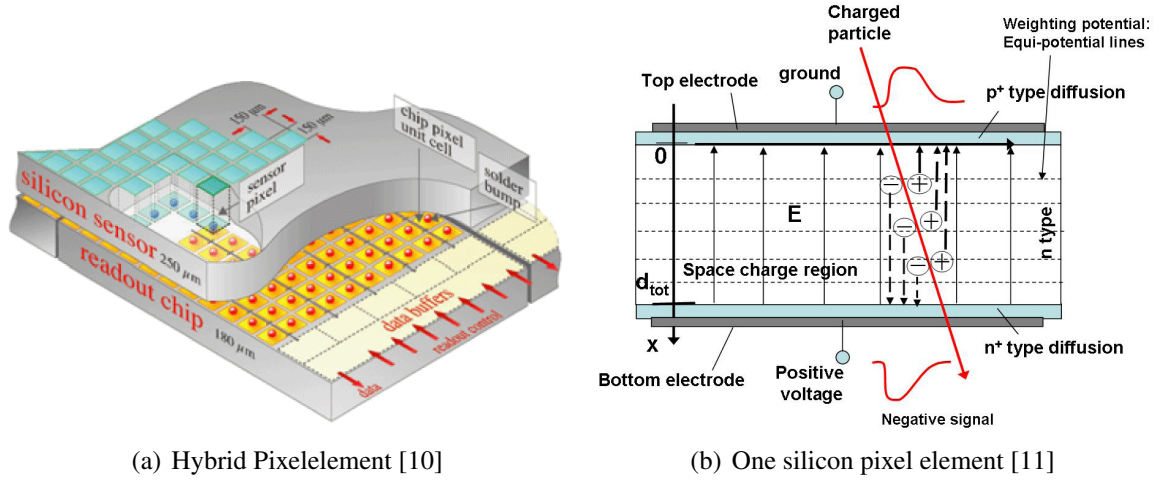 150 µm
150 µm
chip pixel
unit cell
solder
bump
sensor
pixel
silicon sensor
250 µm
readout chip
180 µm
data buffers
readout control
data
(a) Hybrid Pixelelement [10]
Charged
particle
Weighting potential:
Equi-potential lines
ground
Top electrode
p+ type diffusion
0
E
n type
Space charge region
dtot
x
n+ type diffusion
Bottom electrode
Positive
voltage
Negative signal
(b) One silicon pixel element [11]